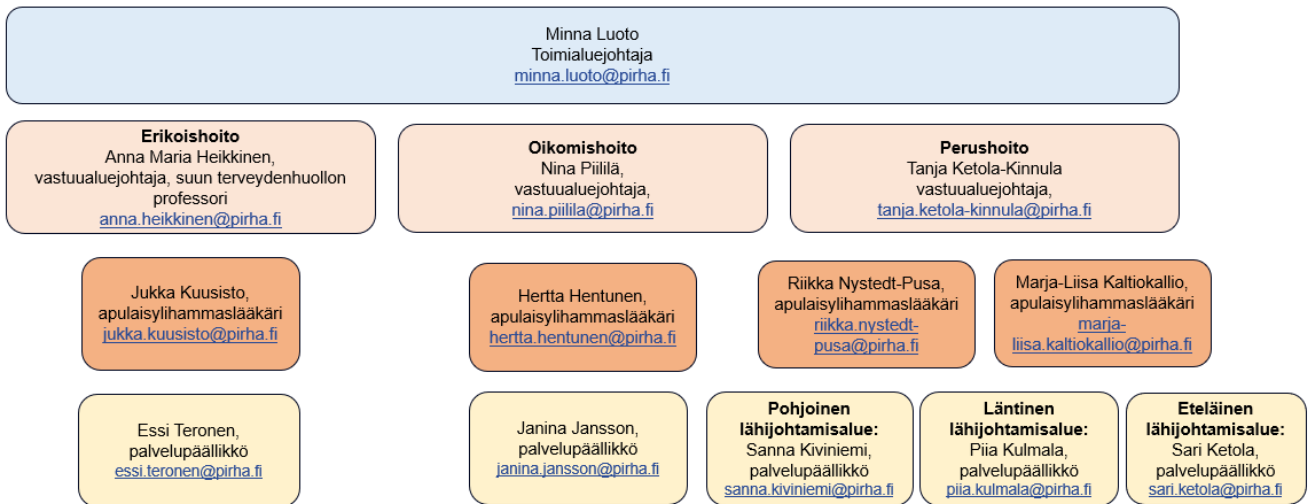 Minna Luoto
Toimialuejohtaja
minna.luoto@pirha.fi
Erikoishoito
Anna Maria Heikkinen,
vastuualuejohtaja, suun terveydenhuollon
professori
anna.heikkinen@pirha.fi
Oikomishoito
Nina Piililä,
vastuualuejohtaja,
nina.piilila@pirha.fi
Perushoito
Tanja Ketola-Kinnula
vastuualuejohtaja,
tanja.ketola-kinnula@pirha.fi
Jukka Kuusisto,
apulaisylihammaslääkäri
jukka.kuusisto@pirha.fi
Hertta Hentunen,
apulaisylihammaslääkäri
hertta.hentunen@pirha.fi
Riikka Nystedt-Pusa,
apulaisylihammaslääkäri
riikka.nystedt-
pusa@pirha.fi
Marja-Liisa Kaltiokallio,
apulaisylihammaslääkäri
marja-
liisa.kaltiokallio@pirha.fi
Essi Teronen,
palvelupäällikkö
essi.teronen@pirha.fi
Janina Jansson,
palvelupäällikkö
janina.jansson@pirha.fi
Pohjoinen
lähijohtamisalue:
Sanna Kiviniemi,
palvelupäällikkö
sanna.kiviniemi@pirha.fi
Läntinen
lähijohtamisalue:
Piia Kulmala,
palvelupäällikkö
piia.kulmala@pirha.fi
Eteläinen
lähijohtamisalue:
Sari Ketola,
palvelupäällikkö
sari.ketola@pirha.fi